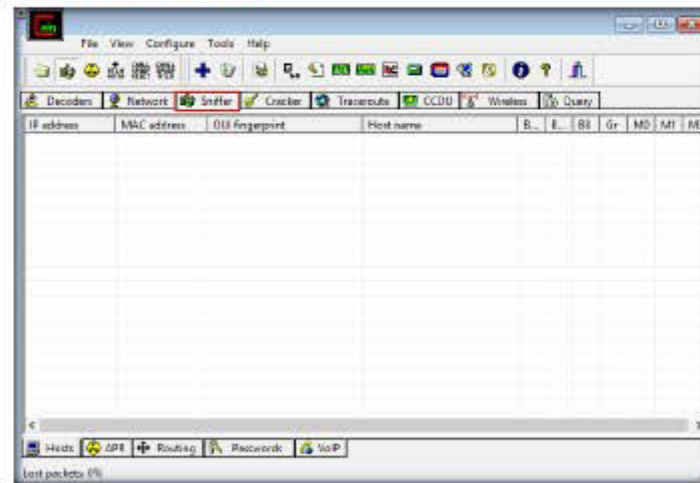 File View Configure Tools Help
Decoders Network Sniffer Cracker Traceroute CCDU Wireless Query
IP address MAC address OUI fingerprint Host name B... B... B8 Gr M0 M1 M3
Hosts APR Routing Passwords VoIP
Lost packets: 0%